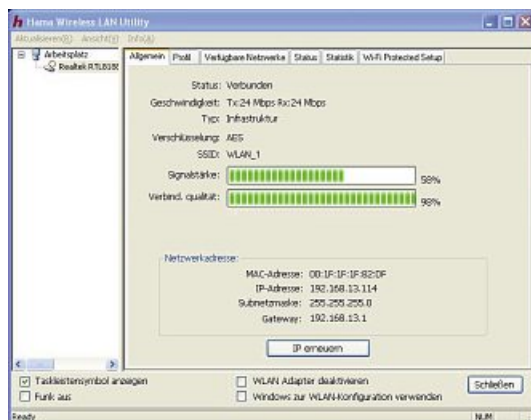 Hama Wireless LAN Utility
Aktualisieren(R) Ansicht(V) Info(A)
Arbeitsplatz
Realtek RTL8188
Allgemein Profil Verfügbare Netzwerke Status Statistik Wi-Fi Protected Setup
Status: Verbunden
Geschwindigkeit: Tx:24 Mbps Rx:24 Mbps
Typ: Infrastruktur
Verschlüsselung: AES
SSID: WLAN_1
Signalstärke: 58%
Verbind. qualität: 98%
Netzwerkadresse:
MAC-Adresse: 00:1F:1F:1F:82:0F
IP-Adresse: 192.168.13.114
Subnetzmaske: 255.255.255.0
Gateway: 192.168.13.1
IP erneuern
Taskleistensymbol anzeigen
WLAN Adapter deaktivieren
Schließen
Funk aus
Windows zur WLAN-Konfiguration verwenden
Ready
NUM